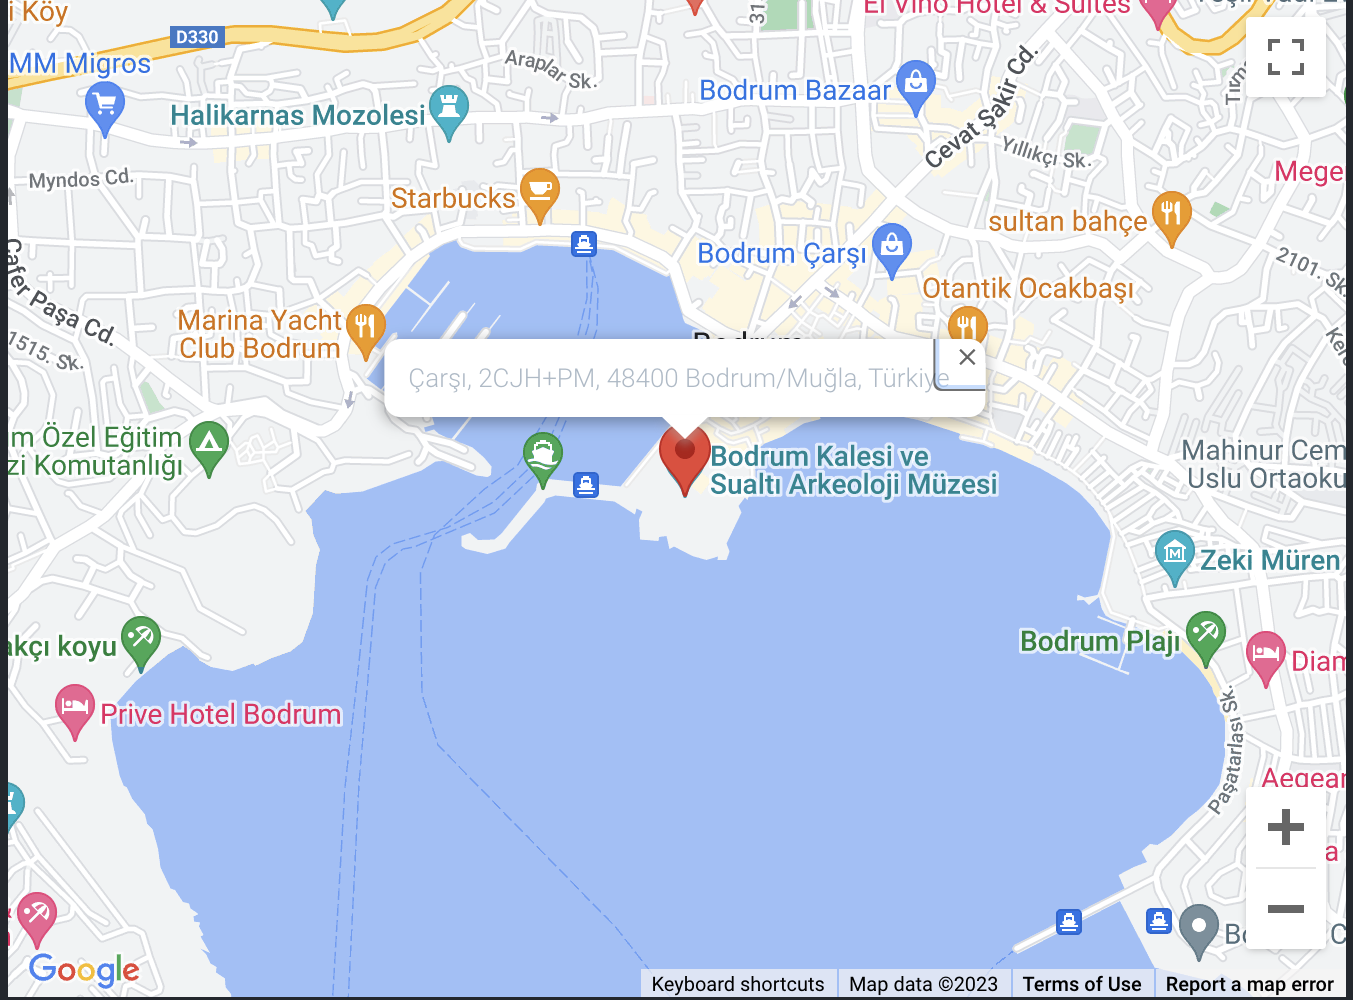 i Köy
D330
MM Migros
Halikarnas Mozolesi
Araplar Sk.
31
El Vino Hotel & Suites
Bodrum Bazaar
Cevat Şakir Cd.
Yıllıkçı Sk.
Myndos Cd.
Starbucks
Mege
sultan bahçe
Bodrum Çarşı
2101. Sk.
Otantik Ocakbaşı
Cafer Paşa Cd.
1515. Sk.
Marina Yacht
Club Bodrum
Bodrum
Çarşı, 2CJH+PM, 48400 Bodrum/Muğla, Türkiye
m Özel Eğitim
zi Komutanlığı
Bodrum Kalesi ve
Sualtı Arkeoloji Müzesi
Mahinur Cem
Uslu Ortaoku
Zeki Müren
akçı koyu
Bodrum Plajı
Diam
Prive Hotel Bodrum
Paşatarlası Sk.
Aegean
a
Google
Keyboard shortcuts
Map data ©2023
Terms of Use
Report a map error